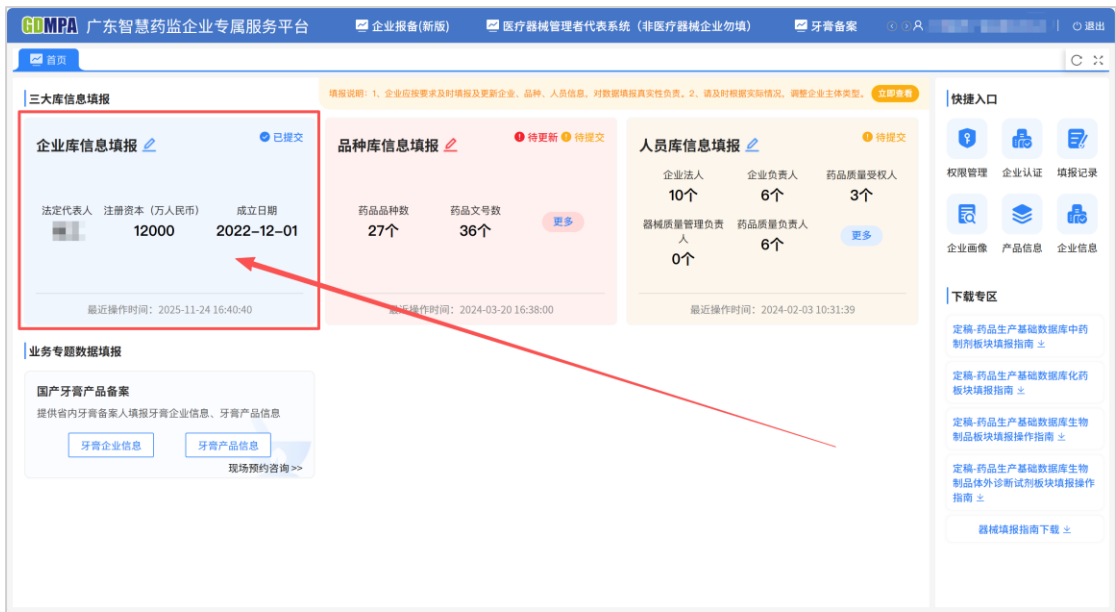 GDMPA 广东智慧药监企业专属服务平台
企业报备(新版)
医疗器械管理者代表系统（非医疗器械企业勿填）
牙膏备案
退出
首页
三大库信息填报
填报说明：1、企业应按要求及时填报及更新企业、品种、人员信息，对数据填报真实性负责。2、请及时根据实际情况，调整企业主体类型。
立即查看
企业库信息填报
已提交
法定代表人 注册资本（万人民币） 成立日期
12000 2022-12-01
最近操作时间：2025-11-24 16:40:40
品种库信息填报
待更新 待提交
药品品种数 药品文号数
27个 36个
更多
最近操作时间：2024-03-20 16:38:00
人员库信息填报
待提交
企业法人 企业负责人 药品质量受权人
10个 6个 3个
器械质量管理负责人 药品质量负责人
0个 6个
更多
最近操作时间：2024-02-03 10:31:39
业务专题数据填报
国产牙膏产品备案
提供省内牙膏备案人填报牙膏企业信息、牙膏产品信息
牙膏企业信息 牙膏产品信息
现场预约咨询 >>
快捷入口
权限管理 企业认证 填报记录
企业画像 产品信息 企业信息
下载专区
定稿-药品生产基础数据库中药
制剂板块填报指南
定稿-药品生产基础数据库化药
板块填报指南
定稿-药品生产基础数据库生物
制品板块填报操作指南
定稿-药品生产基础数据库生物
制品体外诊断试剂板块填报操作
指南
器械填报指南下载